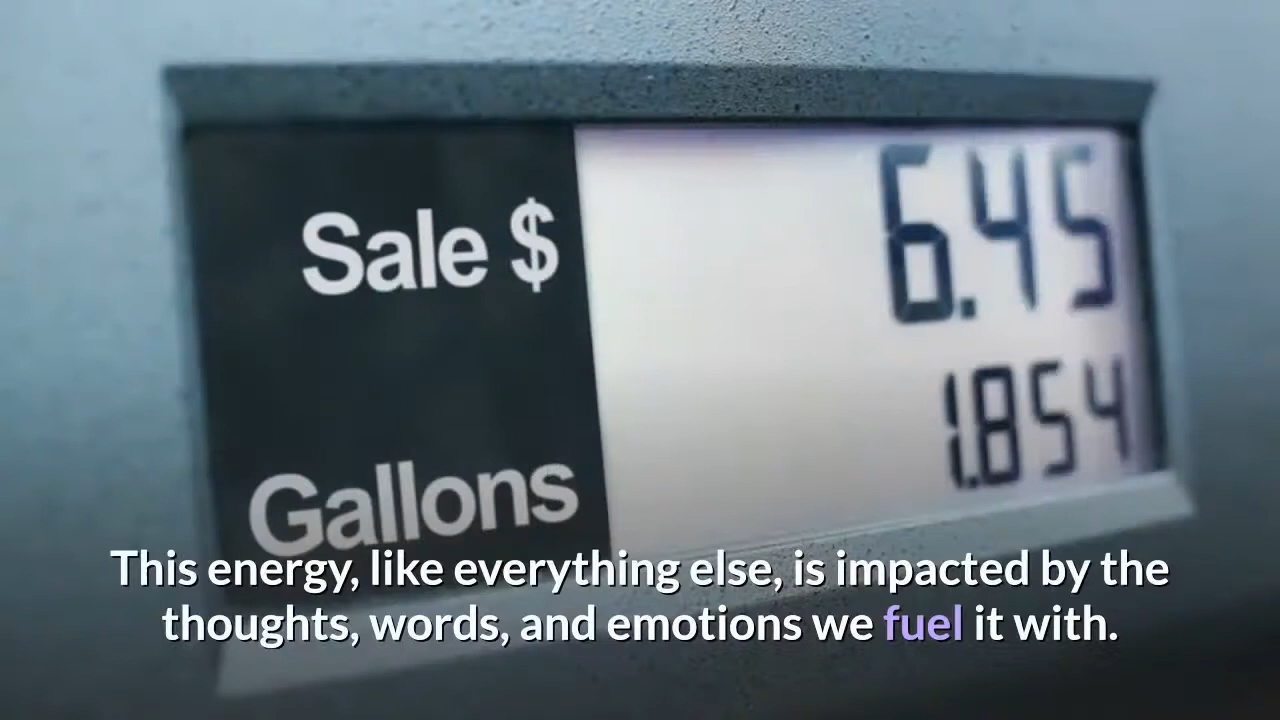 Sale $ 6.45
Gallons 1.854
This energy, like everything else, is impacted by the
thoughts, words, and emotions we fuel it with.